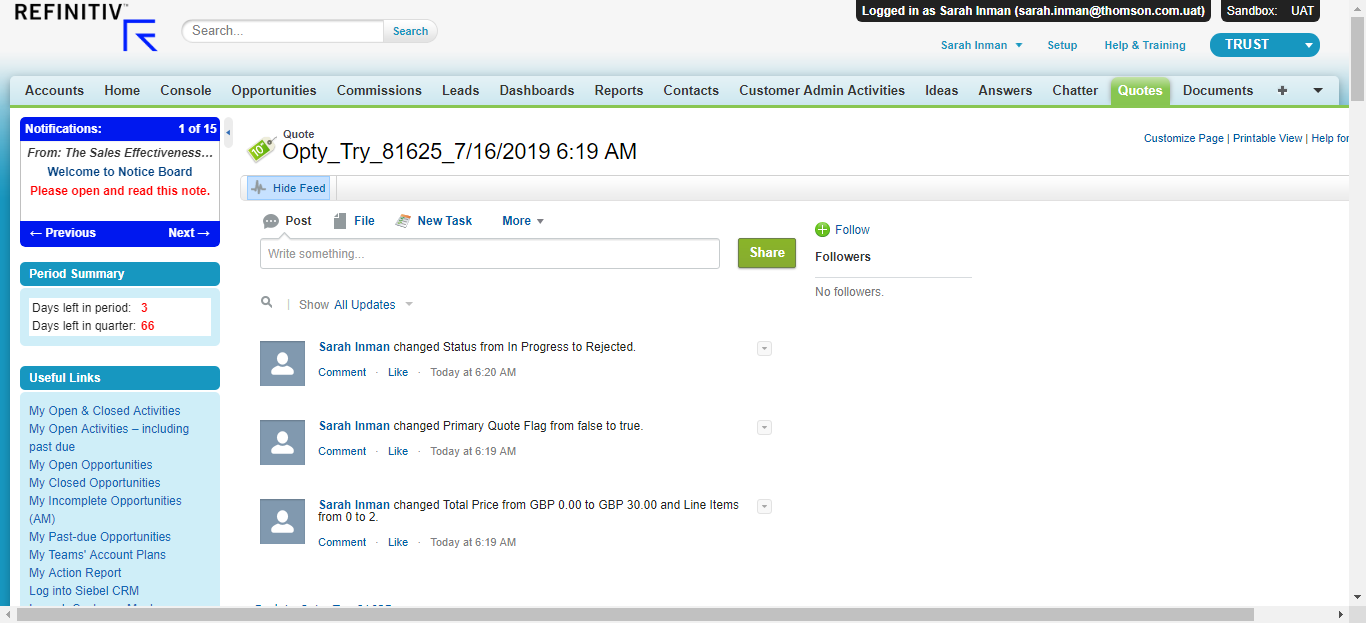 REFINITIV™
Search...
Search
Logged in as Sarah Inman (sarah.inman@thomson.com.uat)
Sandbox: UAT
Sarah Inman
Setup
Help & Training
TRUST
Accounts Home Console Opportunities Commissions Leads Dashboards Reports Contacts Customer Admin Activities Ideas Answers Chatter Quotes Documents +
Notifications: 1 of 15
From: The Sales Effectiveness...
Welcome to Notice Board
Please open and read this note.
← Previous Next →
Period Summary
Days left in period: 3
Days left in quarter: 66
Useful Links
My Open & Closed Activities
My Open Activities – including
past due
My Open Opportunities
My Closed Opportunities
My Incomplete Opportunities
(AM)
My Past-due Opportunities
My Teams' Account Plans
My Action Report
Log into Siebel CRM
Quote
Opty_Try_81625_7/16/2019 6:19 AM
Customize Page | Printable View | Help for
Hide Feed
Post File New Task More
Write something...
Share
Follow
Followers
No followers.
Show All Updates
Sarah Inman changed Status from In Progress to Rejected.
Comment · Like · Today at 6:20 AM
Sarah Inman changed Primary Quote Flag from false to true.
Comment · Like · Today at 6:19 AM
Sarah Inman changed Total Price from GBP 0.00 to GBP 30.00 and Line Items
from 0 to 2.
Comment · Like · Today at 6:19 AM